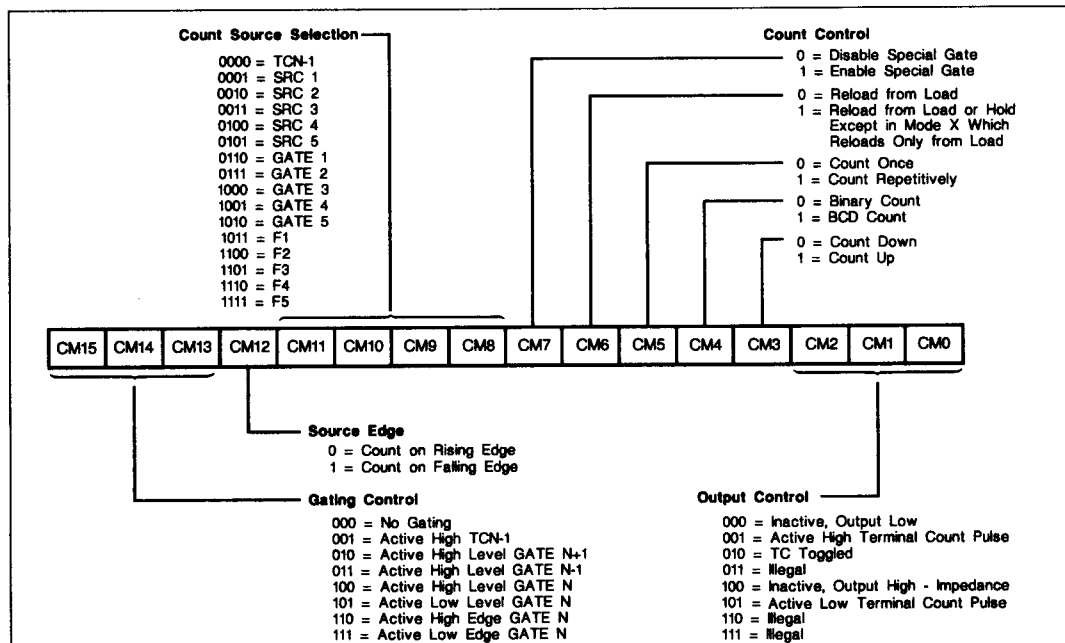 Count Source Selection
0000 = TCN-1
0001 = SRC 1
0010 = SRC 2
0011 = SRC 3
0100 = SRC 4
0101 = SRC 5
0110 = GATE 1
0111 = GATE 2
1000 = GATE 3
1001 = GATE 4
1010 = GATE 5
1011 = F1
1100 = F2
1101 = F3
1110 = F4
1111 = F5
Count Control
0 = Disable Special Gate
1 = Enable Special Gate
0 = Reload from Load
1 = Reload from Load or Hold
Except in Mode X Which
Reloads Only from Load
0 = Count Once
1 = Count Repetitively
0 = Binary Count
1 = BCD Count
0 = Count Down
1 = Count Up
CM15 CM14 CM13 CM12 CM11 CM10 CM9 CM8 CM7 CM6 CM5 CM4 CM3 CM2 CM1 CM0
Source Edge
0 = Count on Rising Edge
1 = Count on Falling Edge
Gating Control
000 = No Gating
001 = Active High TCN-1
010 = Active High Level GATE N+1
011 = Active High Level GATE N-1
100 = Active High Level GATE N
101 = Active Low Level GATE N
110 = Active High Edge GATE N
111 = Active Low Edge GATE N
Output Control
000 = Inactive, Output Low
001 = Active High Terminal Count Pulse
010 = TC Toggled
011 = Illegal
100 = Inactive, Output High - Impedance
101 = Active Low Terminal Count Pulse
110 = Illegal
111 = Illegal